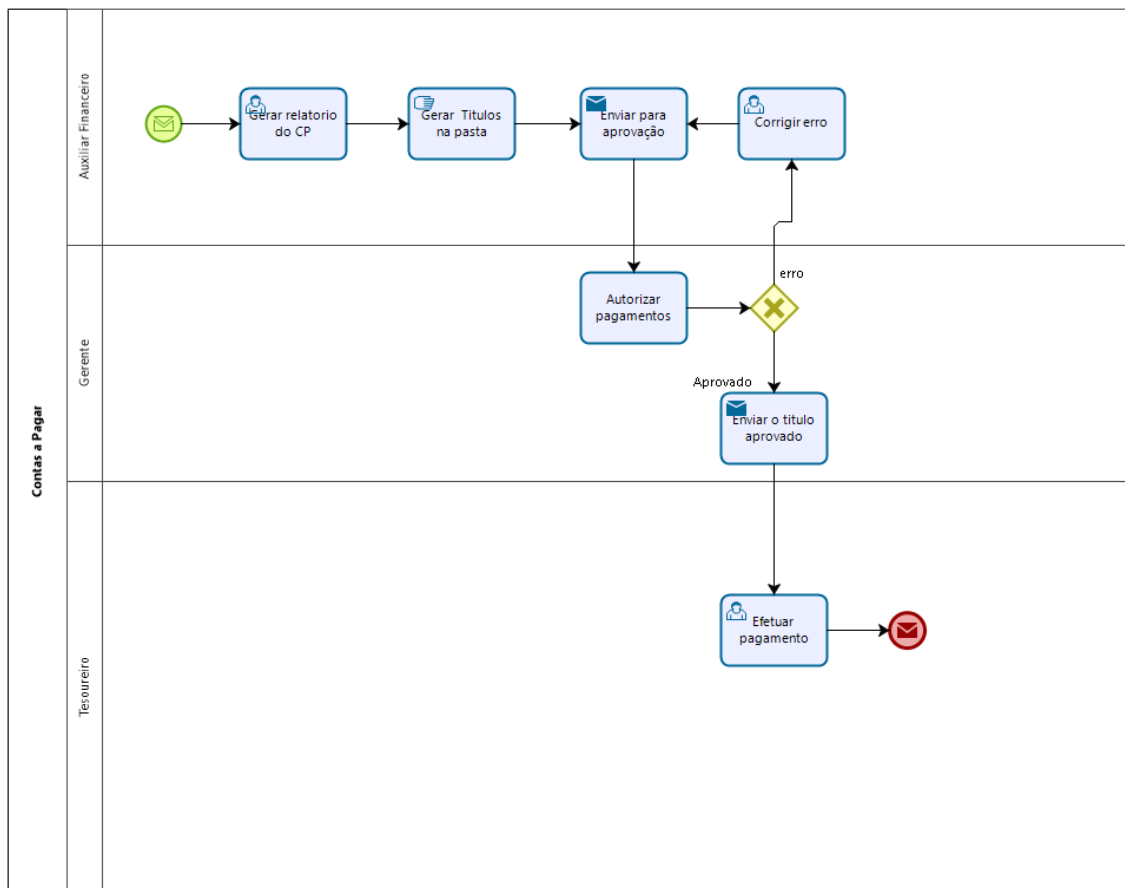 Contas a Pagar
Auxiliar Financeiro
Gerar relatorio
do CP
Gerar Titulos
na pasta
Enviar para
aprovação
Corrigir erro
Gerente
Autorizar
pagamentos
erro
Aprovado
Enviar o titulo
aprovado
Tesoureiro
Efetuar
pagamento